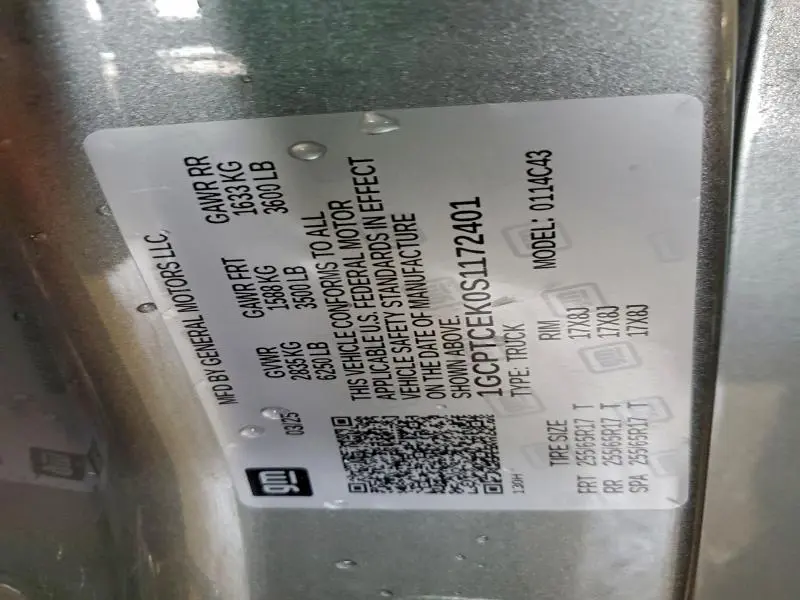 gm
MFD BY GENERAL MOTORS LLC,
03/25
GVWR GAWR FRT GAWR RR
2835 KG 1588 KG 1633 KG
6250 LB 3500 LB 3600 LB
THIS VEHICLE CONFORMS TO ALL
APPLICABLE U.S. FEDERAL MOTOR
VEHICLE SAFETY STANDARDS IN EFFECT
ON THE DATE OF MANUFACTURE
SHOWN ABOVE.
1GCPTCEK0S1172401
130H TYPE: TRUCK MODEL: 0114C43
TIRE SIZE RIM
FRT 255/65R17 T 17X8J
RR 255/65R17 T 17X8J
SPA 255/65R17 T 17X8J